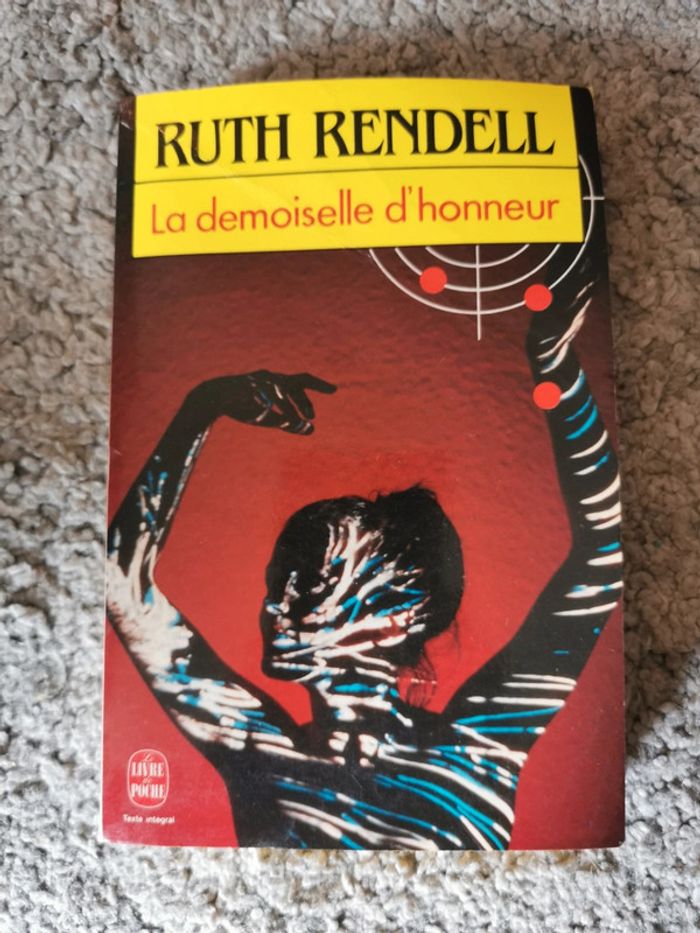 RUTH RENDELL
La demoiselle d'honneur
Le
LIVRE
de
POCHE
Texte intégral